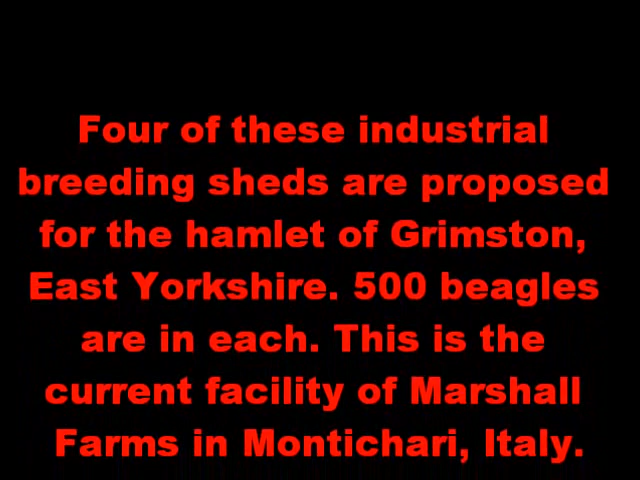 Four of these industrial
breeding sheds are proposed
for the hamlet of Grimston,
East Yorkshire. 500 beagles
are in each. This is the
current facility of Marshall
Farms in Montichari, Italy.